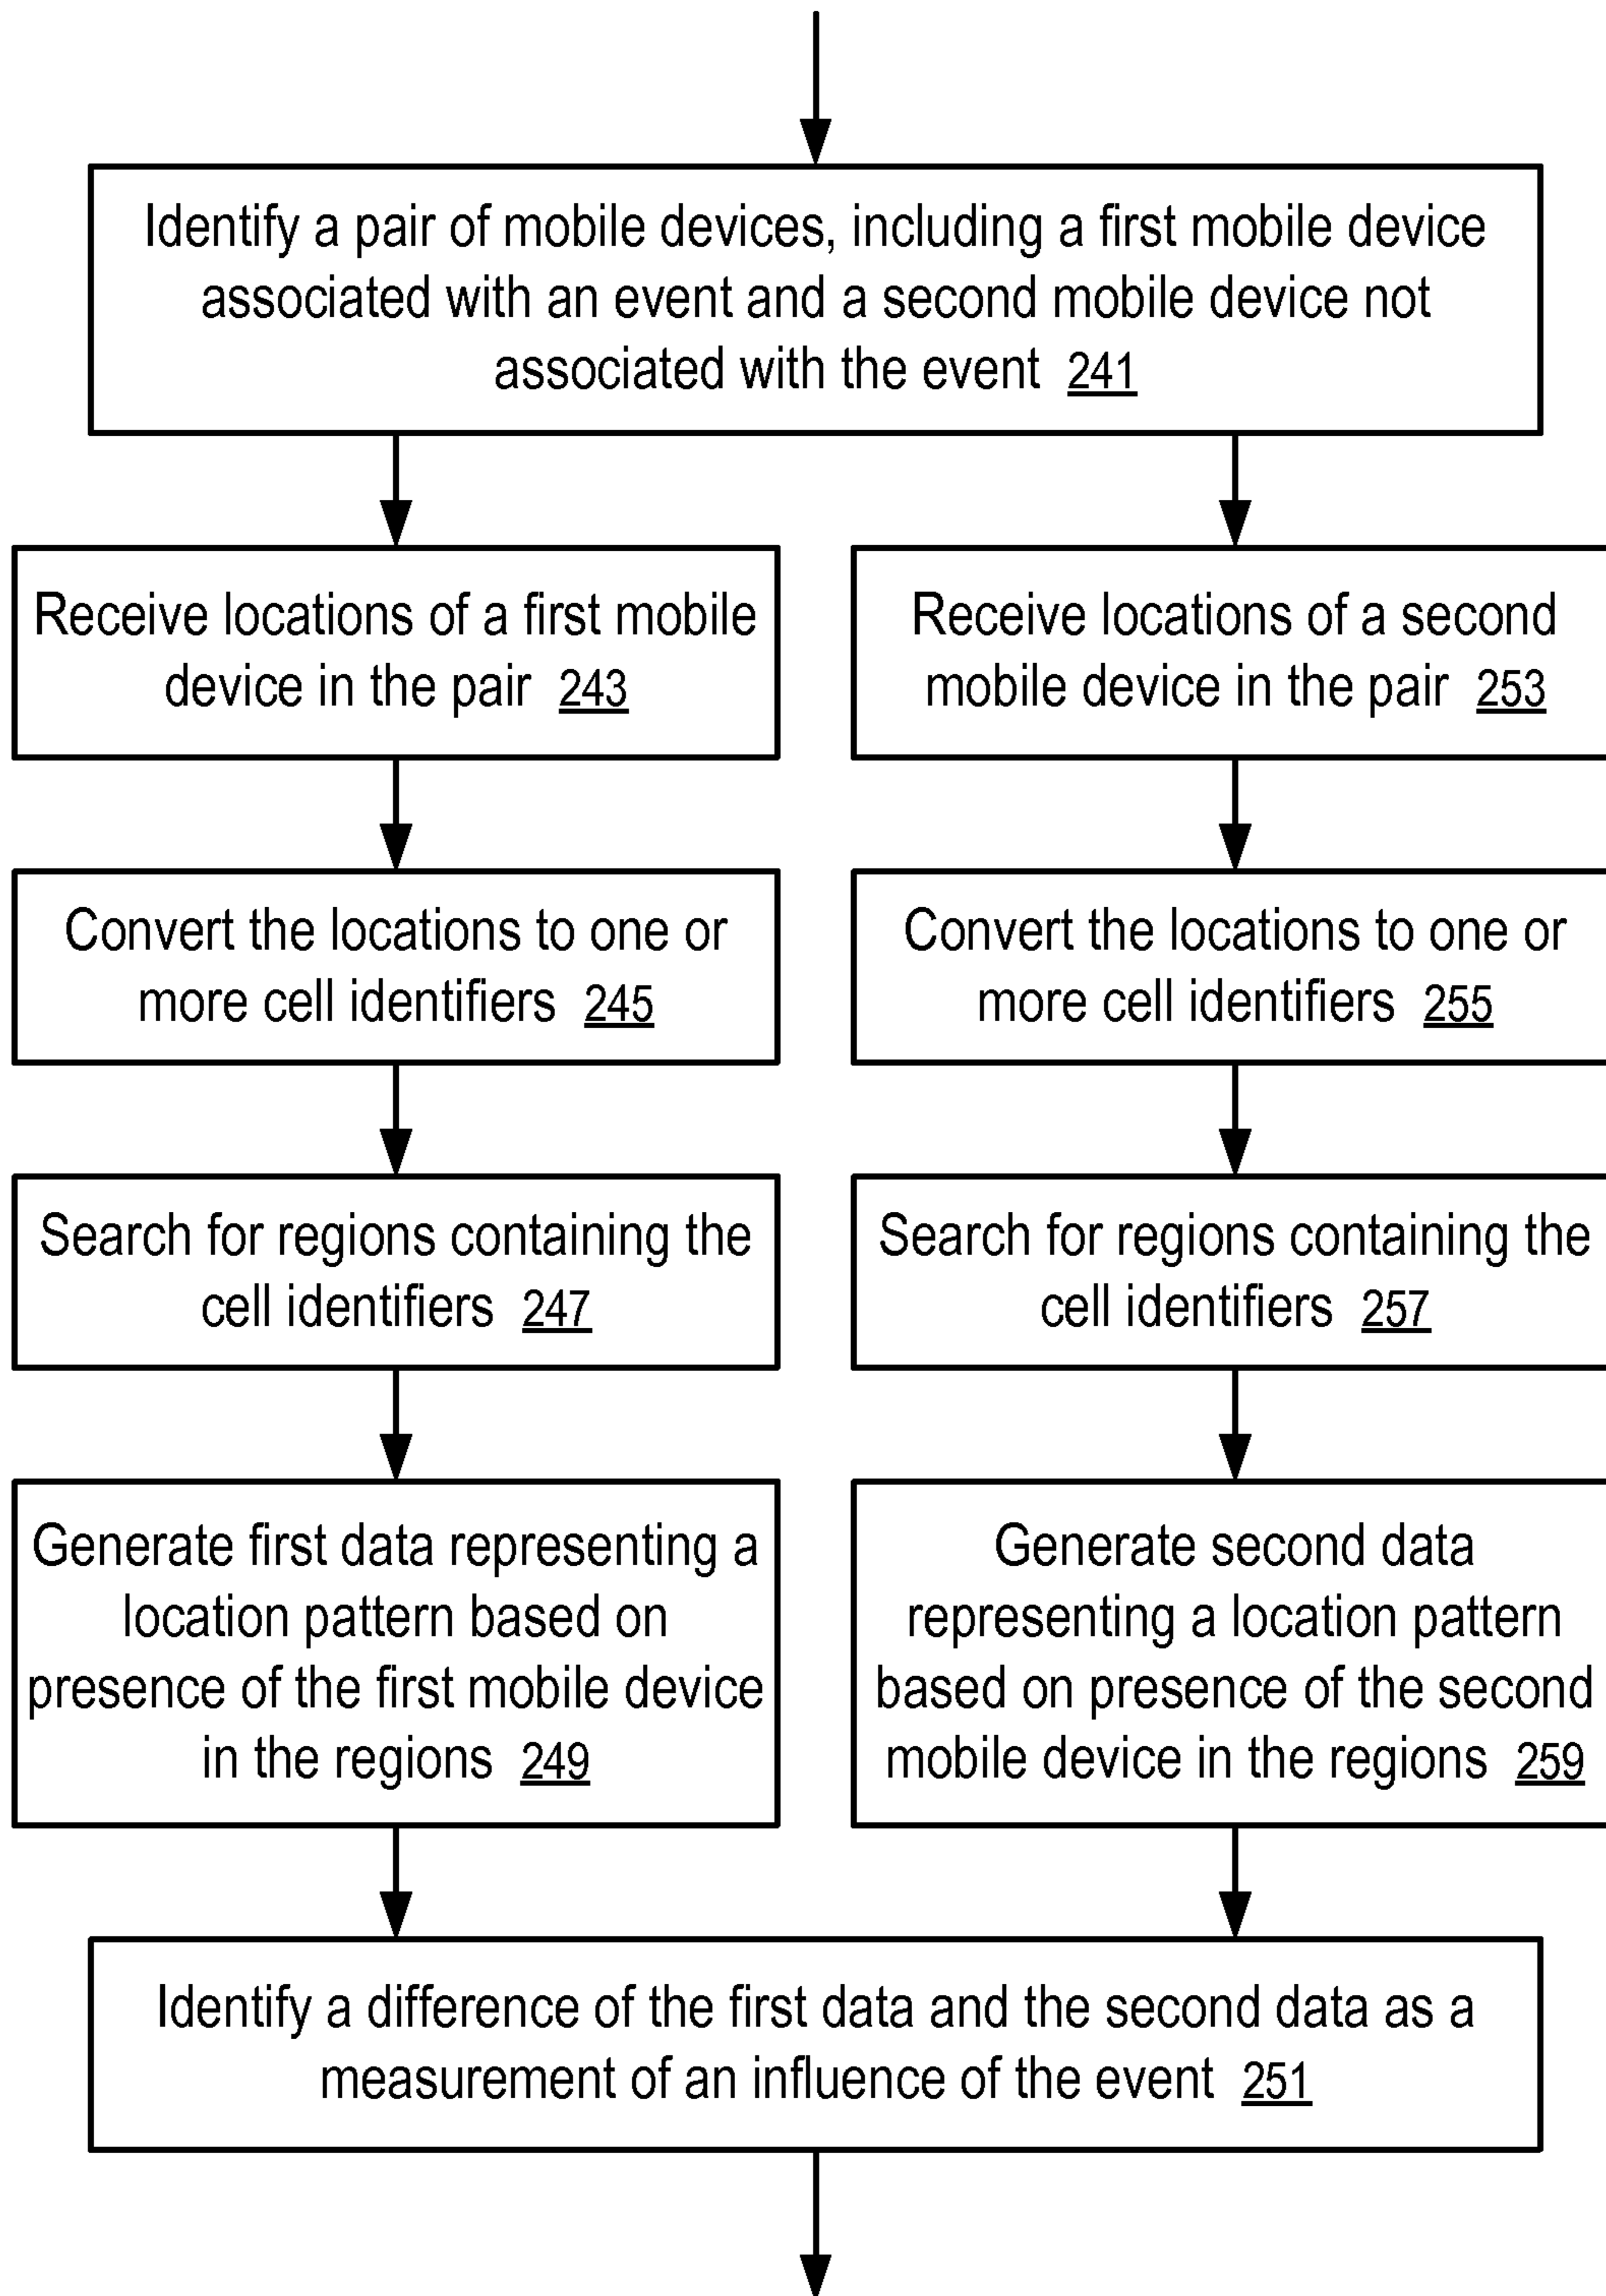 Identify a pair of mobile devices, including a first mobile device
associated with an event and a second mobile device not
associated with the event 241
Receive locations of a first mobile
device in the pair 243
Receive locations of a second
mobile device in the pair 253
Convert the locations to one or
more cell identifiers 245
Convert the locations to one or
more cell identifiers 255
Search for regions containing the
cell identifiers 247
Search for regions containing the
cell identifiers 257
Generate first data representing a
location pattern based on
presence of the first mobile device
in the regions 249
Generate second data
representing a location pattern
based on presence of the second
mobile device in the regions 259
Identify a difference of the first data and the second data as a
measurement of an influence of the event 251